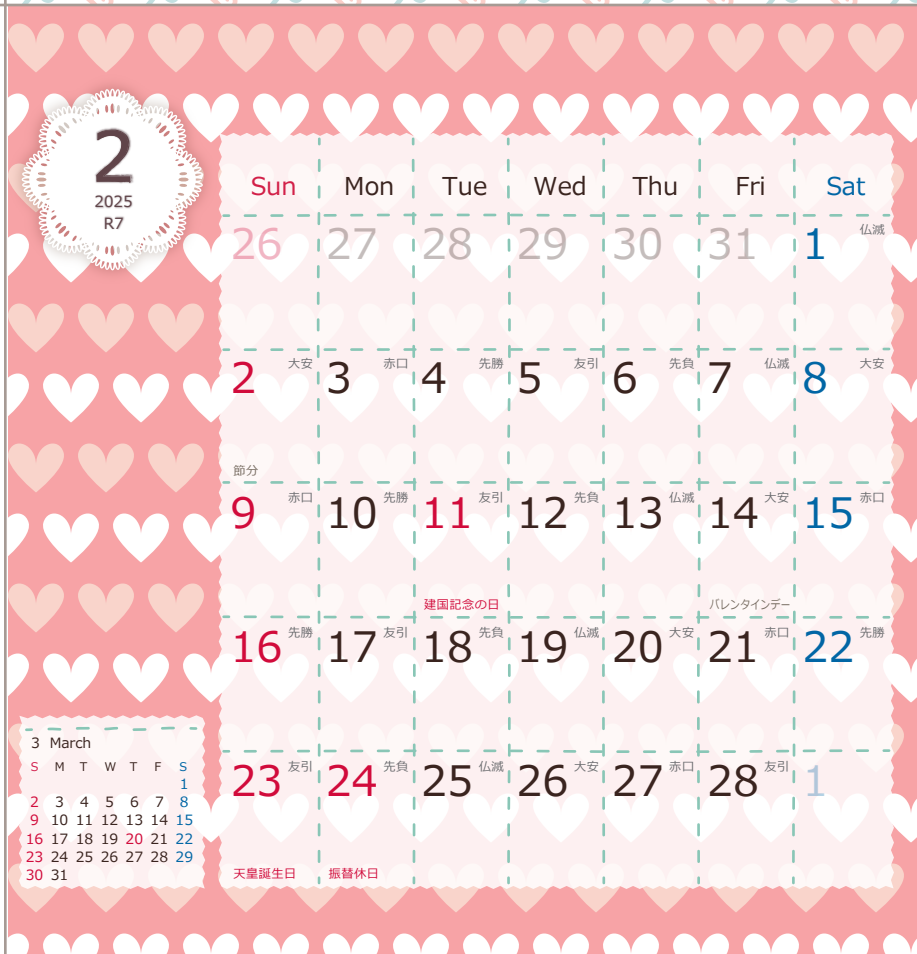 2
2025
R7
Sun Mon Tue Wed Thu Fri Sat
26 27 28 29 30 31 1 仏滅
2 大安 3 赤口 4 先勝 5 友引 6 先負 7 仏滅 8 大安
節分
9 赤口 10 先勝 11 友引 12 先負 13 仏滅 14 大安 15 赤口
建国記念の日 バレンタインデー
16 先勝 17 友引 18 先負 19 仏滅 20 大安 21 赤口 22 先勝
23 友引 24 先負 25 仏滅 26 大安 27 赤口 28 友引 1
天皇誕生日 振替休日
3 March
S M T W T F S
1
2 3 4 5 6 7 8
9 10 11 12 13 14 15
16 17 18 19 20 21 22
23 24 25 26 27 28 29
30 31